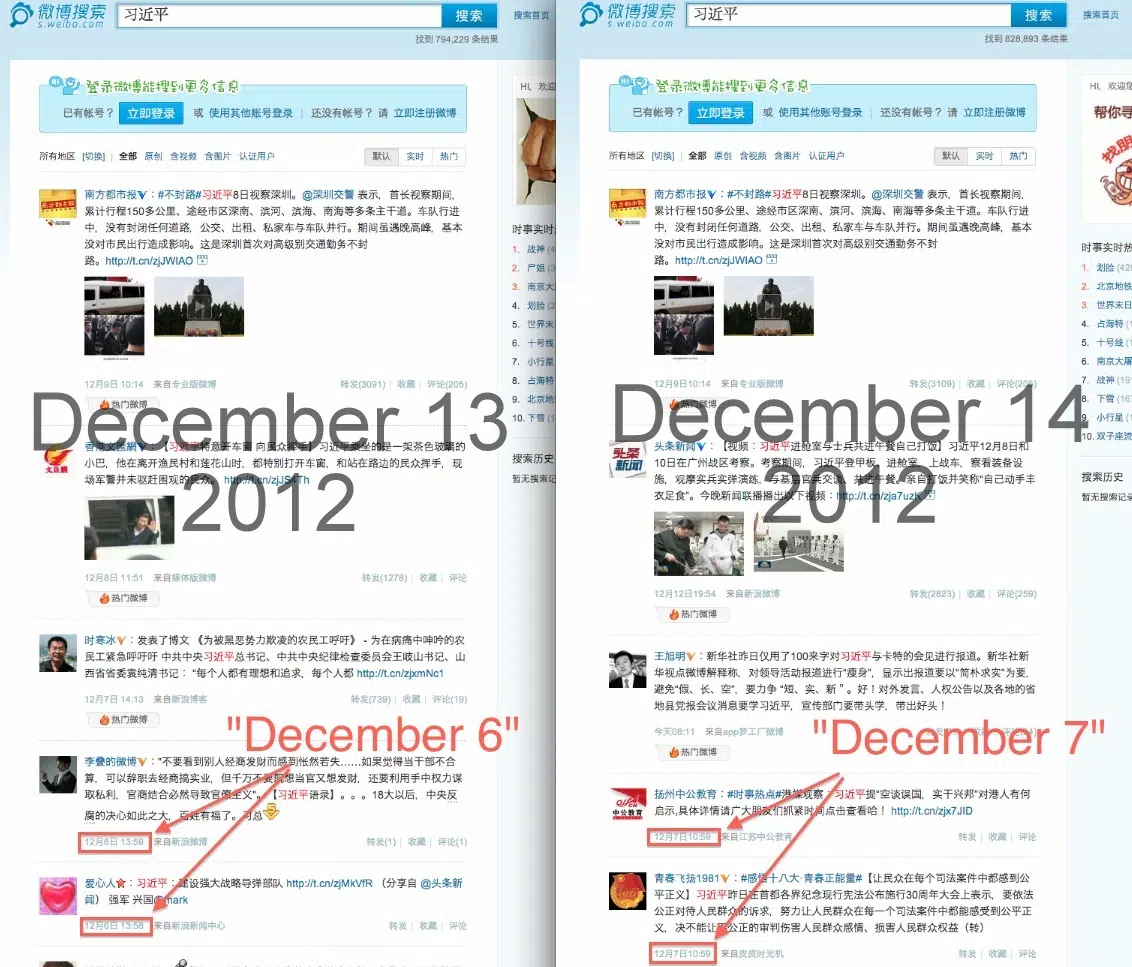 微博搜索
s.weibo.com
习近平
搜索
搜索首页
找到 794,229 条结果
登录微博能搜到更多信息
已有帐号？ 立即登录 或 使用其他账号登录 | 还没有帐号？ 请 立即注册微博
HI, 欢迎
所有地区 [切换] | 全部 原创 含视频 含图片 认证用户
默认 实时 热门
南方都市报：#不封路#习近平8日视察深圳。@深圳交警 表示，首长视察期间，
累计行程150多公里、途经市区深南、滨河、滨海、南海等多条主干道。车队行进
中，没有封闭任何道路，公交、出租、私家车与车队并行。期间虽遇晚高峰，基本
没对市民出行造成影响。这是深圳首次对高级别交通勤务不封
路。http://t.cn/zjJWIAO
12月9日 10:14 来自专业版微博
转发(3091) | 收藏 | 评论(205)
热门微博
December 13
2012
香港文匯網：【习近平特意开车窗 向民众挥手】习近平乘坐的是一架茶色玻璃的
小巴，他在离开渔民村和莲花山时，都特别打开车窗，和站在路边的民众挥手，现
场军警并未驱赶围观的民众。 http://t.cn/zjJS4Th
12月8日 11:51 来自媒体版微博
转发(1278) | 收藏 | 评论
热门微博
时寒冰：发表了博文 《为被黑恶势力欺凌的农民工呼吁》 - 为在病痛中呻吟的农
民工紧急呼吁吁 中共中央习近平总书记、中共中央纪律检查委员会王岐山书记、山
西省省委袁纯清书记： “每个人都有理想和追求，每个人都 http://t.cn/zjxmNc1
12月7日 14:13 来自新浪博客
转发(739) | 收藏 | 评论(19)
热门微博
"December 6"
李叠的微博：“不要看到别人经商发财而感到怅然若失……如果觉得当干部不合
算，可以辞职去经商搞实业，但千万不要既想当官又想发财，还要利用手中权力谋
取私利，官商结合必然导致官僚主义”。【习近平语录】。。。18大以后，中央反
腐的决心如此之大，百姓有福了。习总
12月6日 13:59 来自新浪微博
转发(1) | 收藏 | 评论(1)
爱心人：习近平：建设强大战略导弹部队 http://t.cn/zjMkVfR （分享自 @头条新
闻） 强军 兴国@mark
12月6日 13:58 来自新浪新闻中心
转发 | 收藏 | 评论
时事实
1. 战神
2. 尸姐
3. 南京大
4. 划脸
5. 世界末
6. 十号线
7. 小行星
8. 占海特
9. 北京地
10. 下雪
搜索历史
暂无搜索记
微博搜索
s.weibo.com
习近平
搜索
搜索首页
找到 828,893 条结果
登录微博能搜到更多信息
已有帐号？ 立即登录 或 使用其他账号登录 | 还没有帐号？ 请 立即注册微博
HI, 欢迎您
帮你寻
找朋
所有地区 [切换] | 全部 原创 含视频 含图片 认证用户
默认 实时 热门
南方都市报：#不封路#习近平8日视察深圳。@深圳交警 表示，首长视察期间，
累计行程150多公里、途经市区深南、滨河、滨海、南海等多条主干道。车队行进
中，没有封闭任何道路，公交、出租、私家车与车队并行。期间虽遇晚高峰，基本
没对市民出行造成影响。这是深圳首次对高级别交通勤务不封
路。http://t.cn/zjJWIAO
12月9日10:14 来自专业版微博
转发(3109) | 收藏 | 评论(205)
热门微博
December 14
2012
头条新闻：【视频：习近平进舱室与士兵共进午餐自己打饭】习近平12月8日和
10日在广州战区考察。考察期间，习近平登甲板，进舱室，上战车，察看装备设
施，观摩实兵实弹演练，与基层官兵交谈，共进午餐。亲自打饭并笑称“自己动手丰
衣足食”。今晚新闻联播播出以下视频：http://t.cn/zja7uzk
12月12日19:54 来自新浪微博
转发(2823) | 收藏 | 评论(259)
热门微博
王旭明：新华社昨日仅用了100来字对习近平与卡特的会见进行报道。新华社新
华视点微博解释称，对领导活动报道进行“瘦身”，显示出报道要以“简朴求实”为要，
避免“假、长、空”，要力争 “短、实、新 ” 。好！对外发言、人权公告以及各地的省
地县党报会议消息要学习近平，宣传部门要带头学，带出好头！
今天08:11 来自app梦工厂微博
热门微博
"December 7"
扬州中公教育：#时事热点#港媒观察：习近平提“空谈误国，实干兴邦”对港人有何
启示,具体详情请广大朋友们抓紧时间点击查看哈！ http://t.cn/zjx7JID
12月7日10:59 来自江苏中公教育
转发 | 收藏 | 评论
青春飞扬1981：#感悟十八大·青春正能量#【让民众在每个司法案件中都感到公
平正义】习近平昨日在首都各界纪念现行宪法公布施行30周年大会上表示，要依法
公正对待人民群众的诉求，努力让人民群众在每一个司法案件中都能感受到公平正
义，决不能让不公正的审判伤害人民群众感情、损害人民群众权益（转）
12月7日10:59 来自皮皮时光机
转发 | 收藏 | 评论
时事实时热
1. 划脸
2. 北京地铁
3. 世界末日
4. 占海特
5. 十号线
6. 南京大屠
7. 战神
8. 下雪
9. 小行星
10. 双子座流
搜索历史
暂无搜索记录